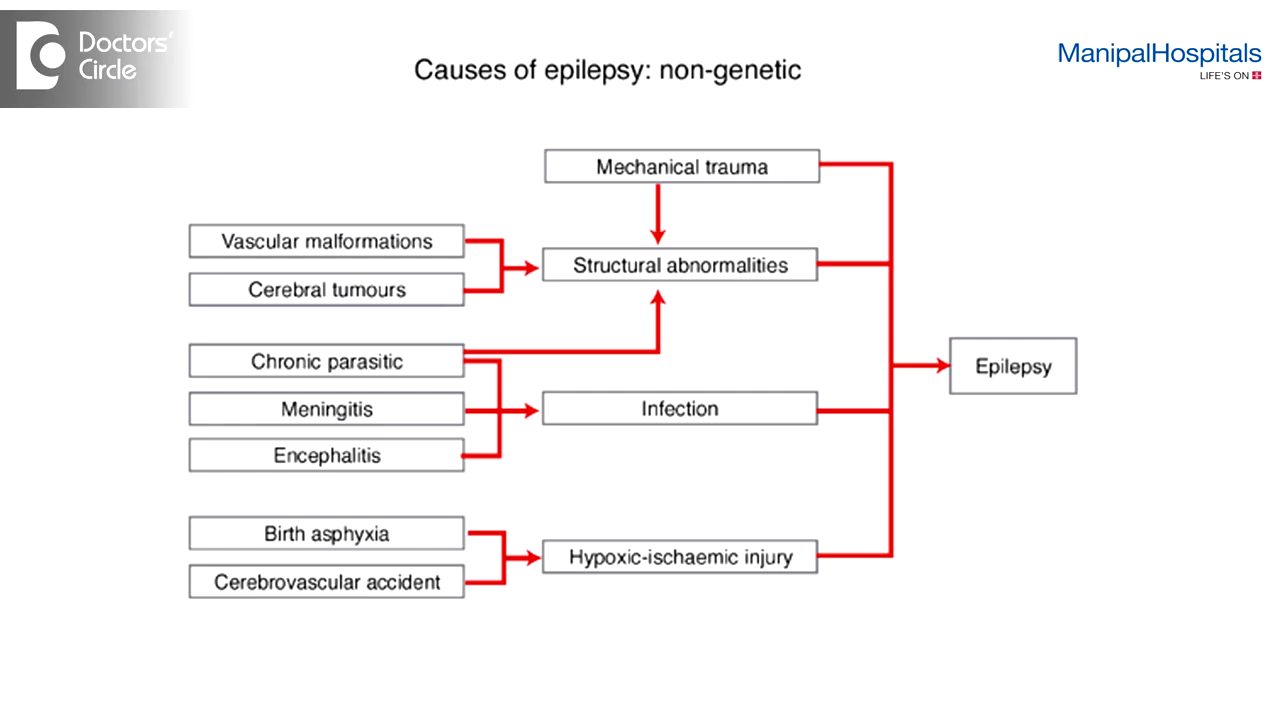 Doctors'
Circle
Causes of epilepsy: non-genetic
ManipalHospitals
LIFE'S ON
Mechanical trauma
Vascular malformations
Structural abnormalities
Cerebral tumours
Chronic parasitic
Epilepsy
Meningitis
Infection
Encephalitis
Birth asphyxia
Hypoxic-ischaemic injury
Cerebrovascular accident